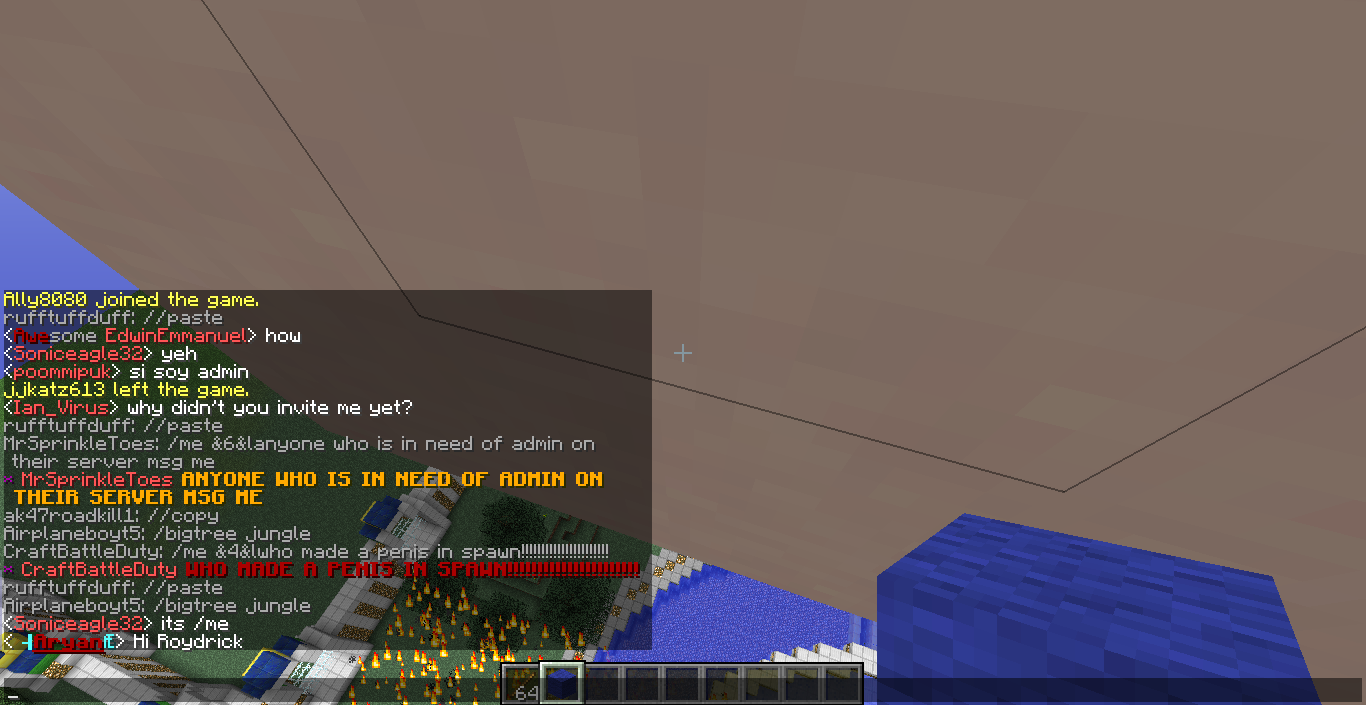 Ally8080 joined the game.
rufftuffduff: //paste
<Awesome EdwinEmmanuel> how
<Soniceagle32> yeh
<poommipuk> si soy admin
jjkatz613 left the game.
<Ian_Virus> why didn't you invite me yet?
rufftuffduff: //paste
MrSprinkleToes: /me &6&lanyone who is in need of admin on
their server msg me
* MrSprinkleToes ANYONE WHO IS IN NEED OF ADMIN ON
THEIR SERVER MSG ME
ak47roadkill1: //copy
Airplaneboyt5: /bigtree jungle
CraftBattleDuty: /me &4&lwho made a penis in spawn!!!!!!!!!!!!!!!!!!!!!!
* CraftBattleDuty WHO MADE A PENIS IN SPAWN!!!!!!!!!!!!!!!!!!!!!!
rufftuffduff: //paste
Airplaneboyt5: /bigtree jungle
<Soniceagle32> its /me
Aryan> Hi Roydrick
_
64